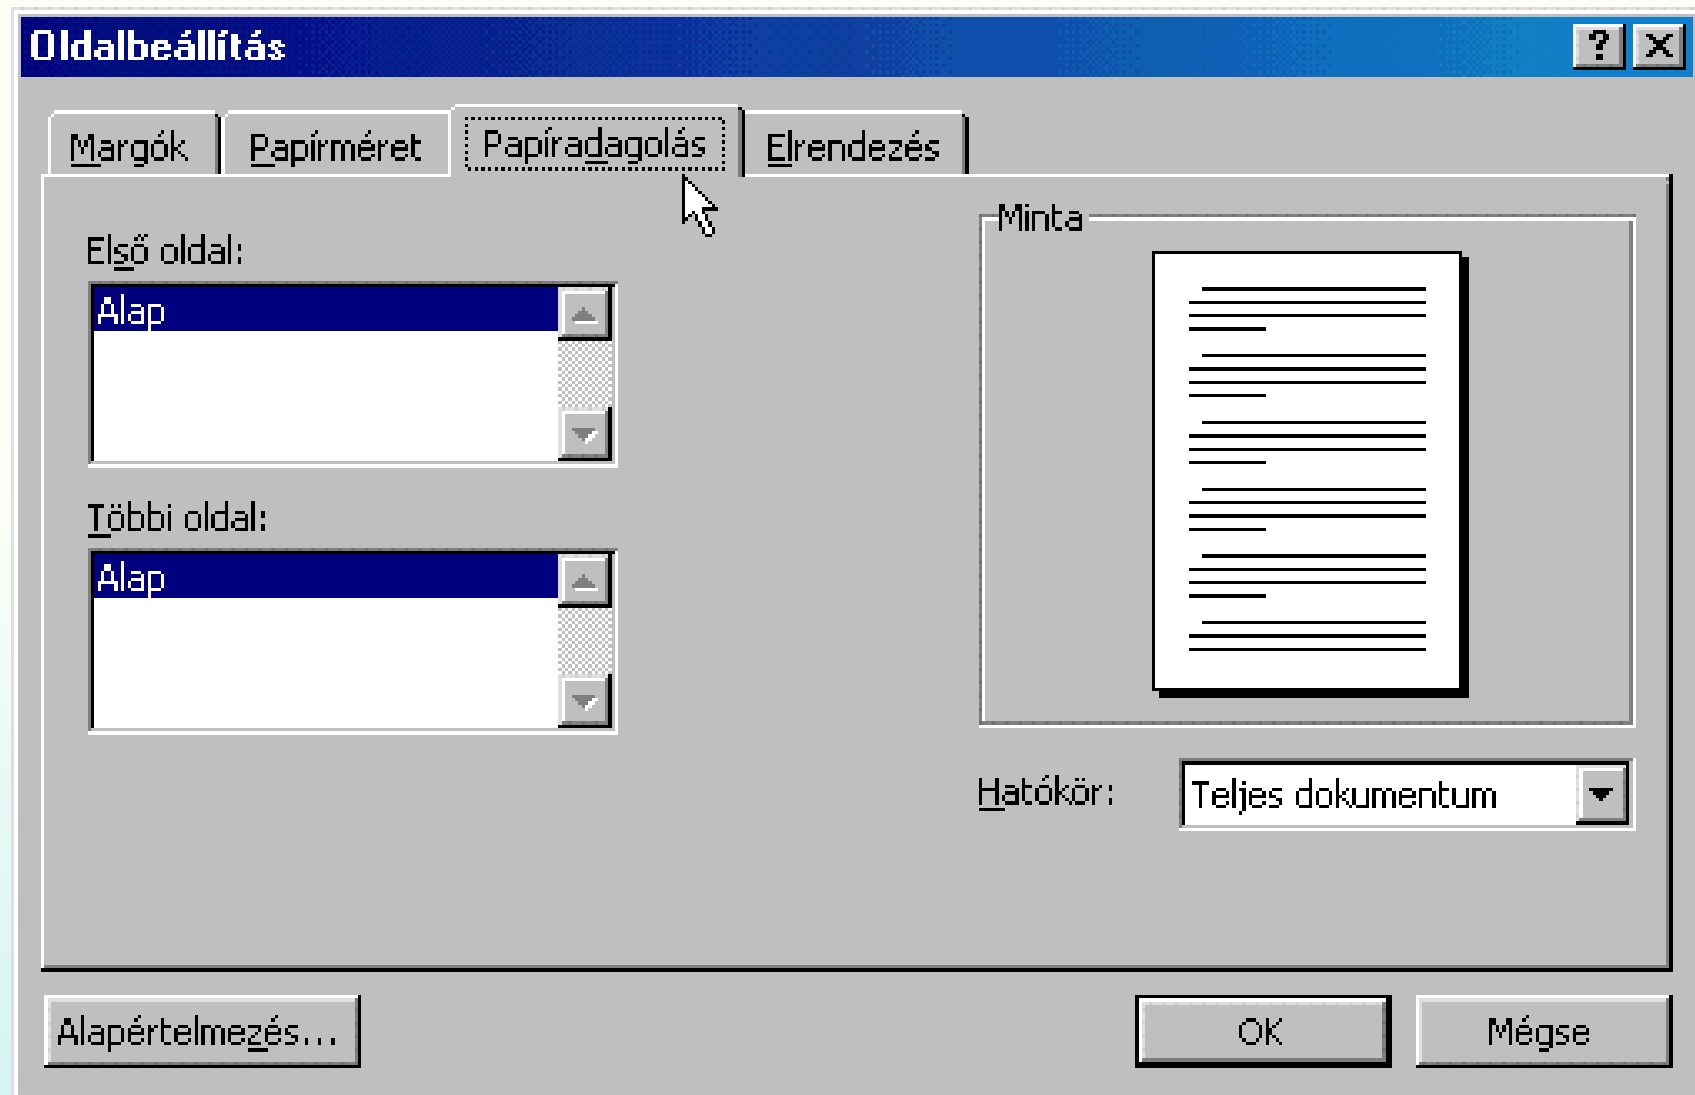 Oldalbeállítás
Margók
Papírméret
Papíradagolás
Elrendezés
Első oldal:
Alap
Többi oldal:
Alap
Minta
Hatókör:
Teljes dokumentum
Alapértelmezés...
OK
Mégse